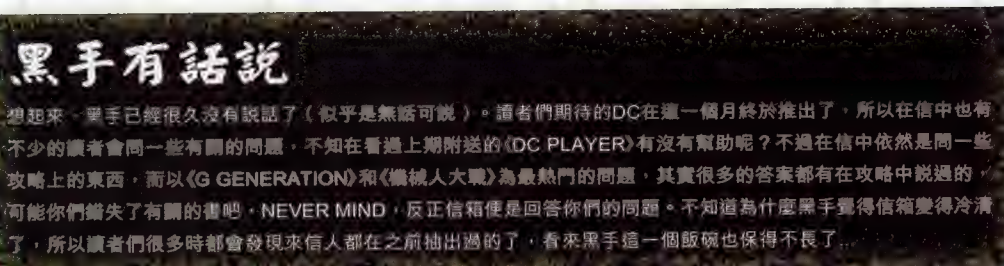 黑手有話說
想起來,黑手已經很久沒有說話了(似乎是無話可說)。讀者們期待的DC在這一個月終於推出了,所以在信中也有
不少的讀者會問一些有關的問題,不知在看過上期附送的《DC PLAYER》有沒有幫助呢?不過在信中依然是問一些
攻略上的東西,而以《G GENERATION》和《機械人大戰》為最熱門的問題,其實很多的答案都有在攻略中說過的,
可能你們錯失了有關的書吧,NEVER MIND,反正信箱便是回答你們的問題。不知道為什麼黑手覺得信箱變得冷清
了,所以讀者們很多時都會發現來信人都在之前抽出過的了,看來黑手這一個飯碗也保得不長了...